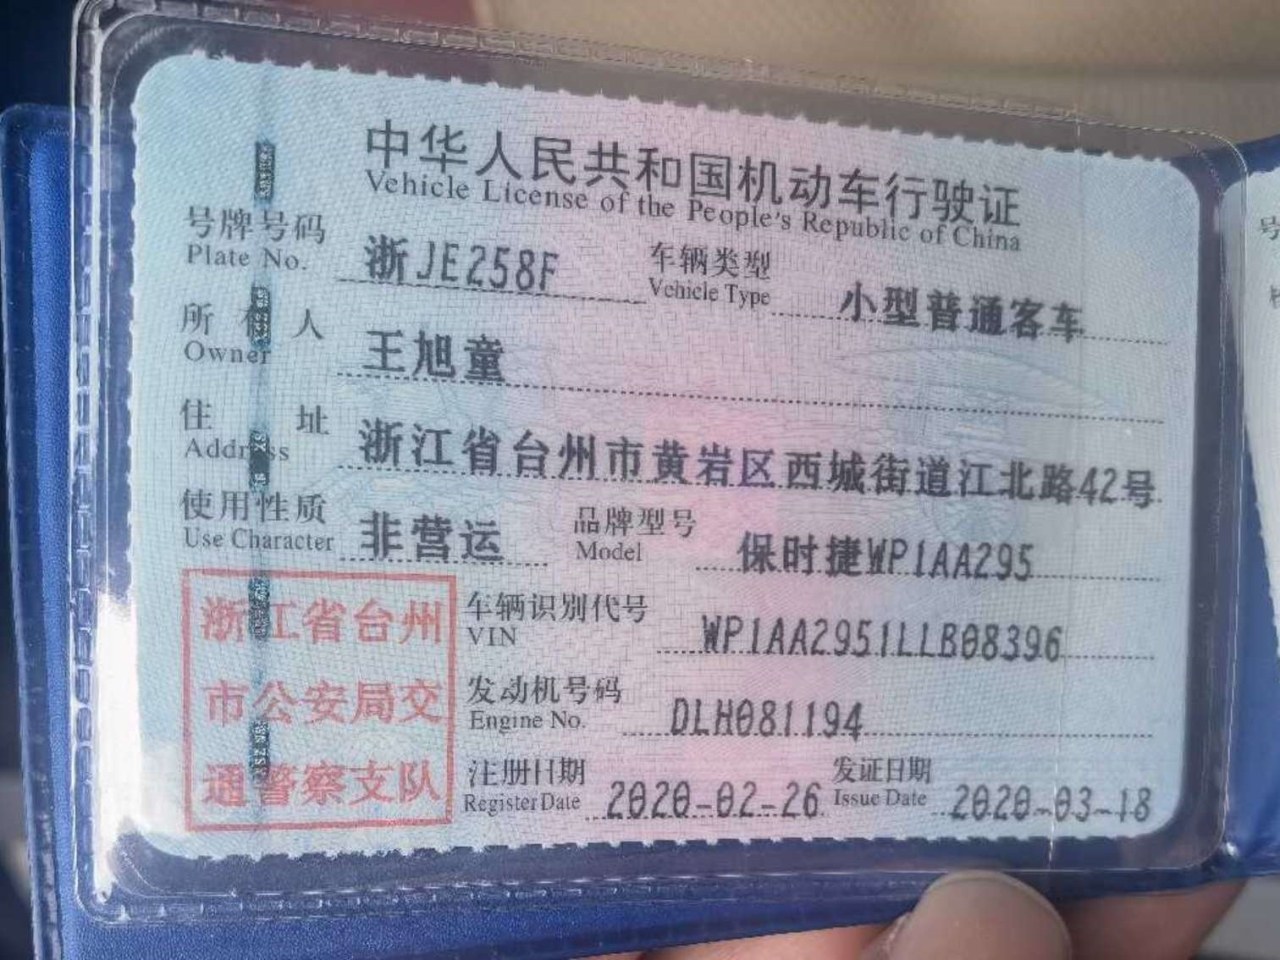 中华人民共和国机动车行驶证
Vehicle License of the People's Republic of China
号牌号码 浙JE258F 车辆类型 小型普通客车
Plate No. Vehicle Type
所有人 王旭童
Owner
住址 浙江省台州市黄岩区西城街道江北路42号
Address
使用性质 非营运 品牌型号 保时捷WP1AA295
Use Character Model
浙江省台州
市公安局交
通警察支队
车辆识别代号 WP1AA2951LLB08396
VIN
发动机号码 DLH081194
Engine No.
注册日期 2020-02-26 发证日期 2020-03-18
Register Date Issue Date
号